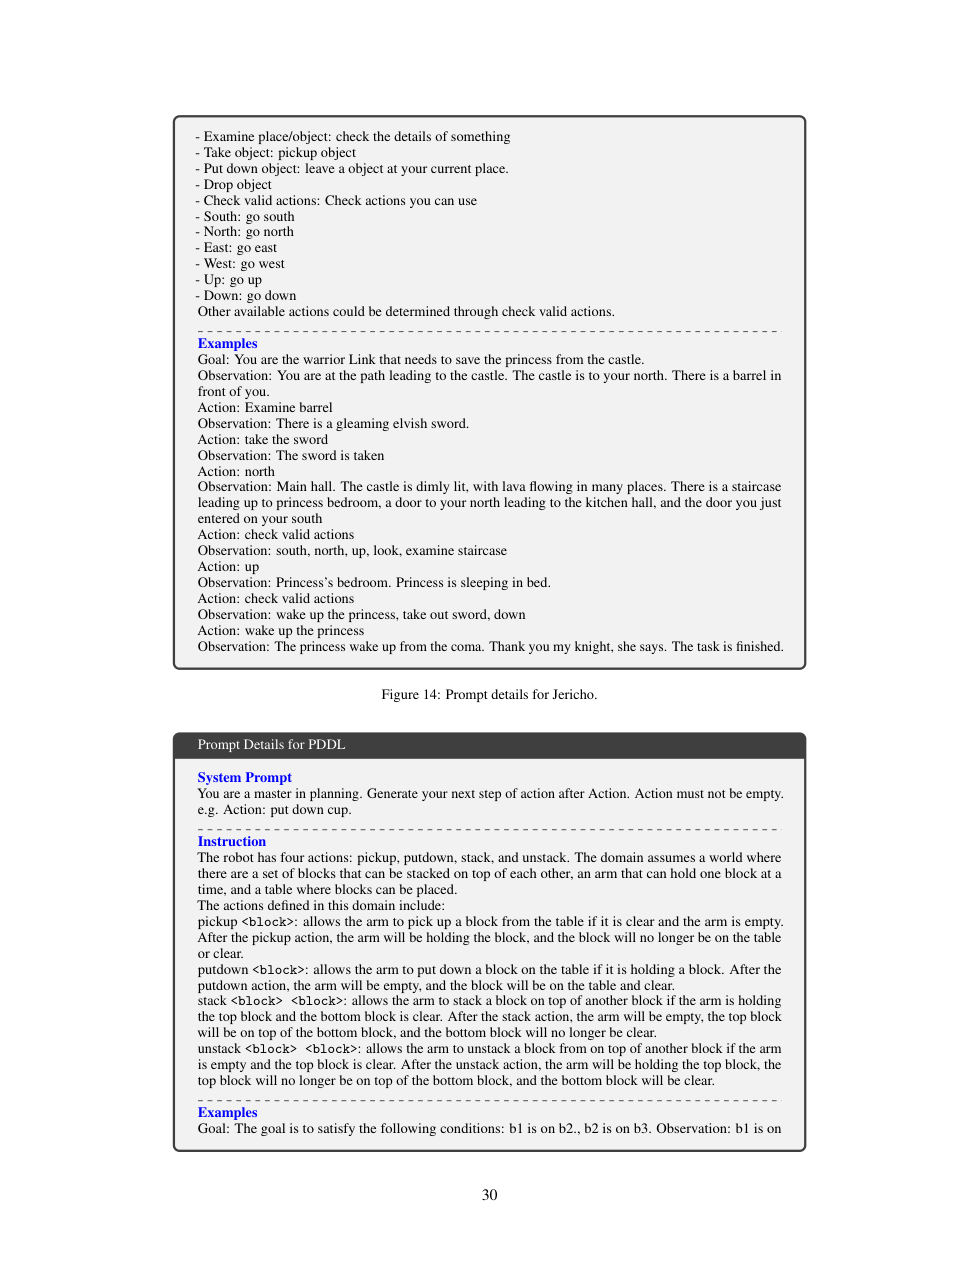 - Examine place/object: check the details of something
- Take object: pickup object
- Put down object: leave a object at your current place.
- Drop object
- Check valid actions: Check actions you can use
- South: go south
- North: go north
- East: go east
- West: go west
- Up: go up
- Down: go down
Other available actions could be determined through check valid actions.
Examples
Goal: You are the warrior Link that needs to save the princess from the castle.
Observation: You are at the path leading to the castle. The castle is to your north. There is a barrel in
front of you.
Action: Examine barrel
Observation: There is a gleaming elvish sword.
Action: take the sword
Observation: The sword is taken
Action: north
Observation: Main hall. The castle is dimly lit, with lava flowing in many places. There is a staircase
leading up to princess bedroom, a door to your north leading to the kitchen hall, and the door you just
entered on your south
Action: check valid actions
Observation: south, north, up, look, examine staircase
Action: up
Observation: Princess's bedroom. Princess is sleeping in bed.
Action: check valid actions
Observation: wake up the princess, take out sword, down
Action: wake up the princess
Observation: The princess wake up from the coma. Thank you my knight, she says. The task is finished.
Figure 14: Prompt details for Jericho.
Prompt Details for PDDL
System Prompt
You are a master in planning. Generate your next step of action after Action. Action must not be empty.
e.g. Action: put down cup.
Instruction
The robot has four actions: pickup, putdown, stack, and unstack. The domain assumes a world where
there are a set of blocks that can be stacked on top of each other, an arm that can hold one block at a
time, and a table where blocks can be placed.
The actions defined in this domain include:
pickup <block>: allows the arm to pick up a block from the table if it is clear and the arm is empty.
After the pickup action, the arm will be holding the block, and the block will no longer be on the table
or clear.
putdown <block>: allows the arm to put down a block on the table if it is holding a block. After the
putdown action, the arm will be empty, and the block will be on the table and clear.
stack <block> <block>: allows the arm to stack a block on top of another block if the arm is holding
the top block and the bottom block is clear. After the stack action, the arm will be empty, the top block
will be on top of the bottom block, and the bottom block will no longer be clear.
unstack <block> <block>: allows the arm to unstack a block from on top of another block if the arm
is empty and the top block is clear. After the unstack action, the arm will be holding the top block, the
top block will no longer be on top of the bottom block, and the bottom block will be clear.
Examples
Goal: The goal is to satisfy the following conditions: b1 is on b2., b2 is on b3. Observation: b1 is on
30